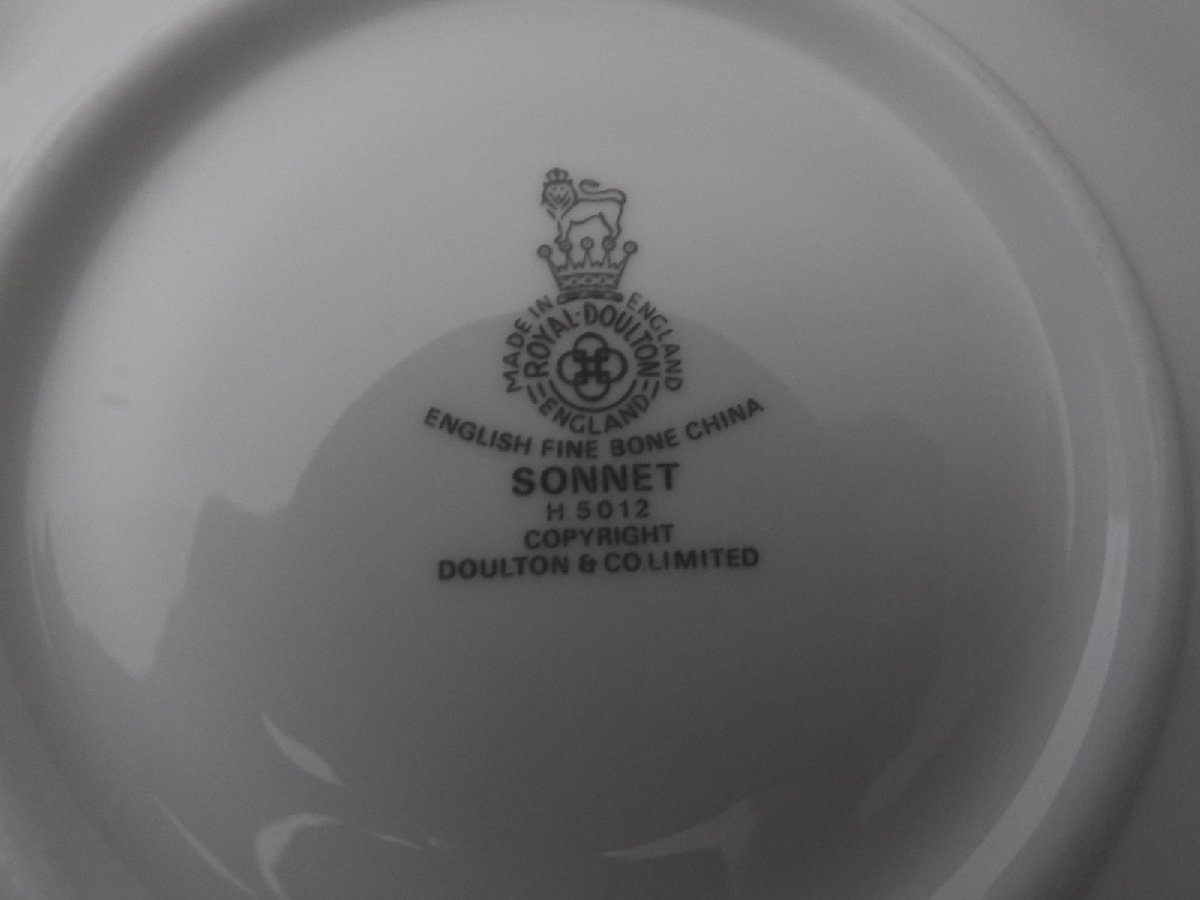 MADE IN ENGLAND
ROYAL·DOULTON
ENGLAND
ENGLISH FINE BONE CHINA
SONNET
H. 5012
COPYRIGHT
DOULTON & CO. LIMITED